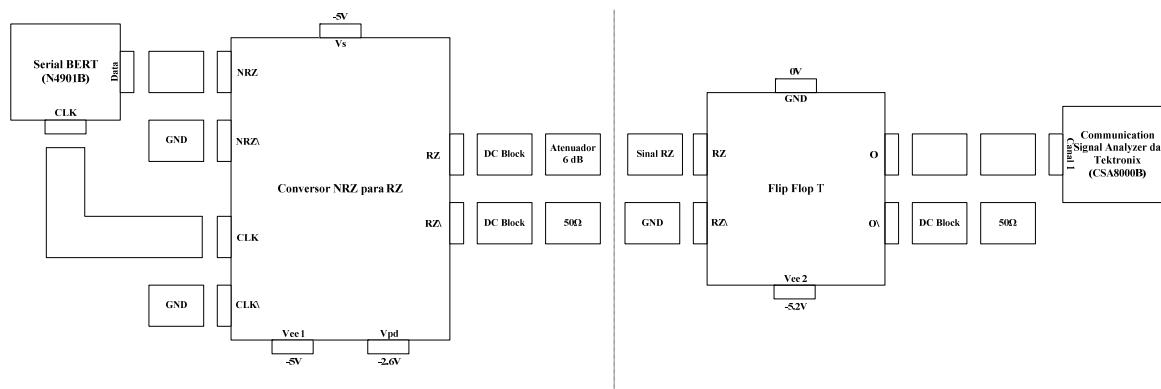 -5V
Vs
Serial BERT
(N4901B)
Data
CLK
NRZ
GND
NRZ\
CLK
GND
CLK\
Conversor NRZ para RZ
Vee 1
-5V
Vpd
-2.6V
RZ
DC Block
Atenuador
6 dB
RZ\
DC Block
50Ω
0V
GND
Sinal RZ
RZ
GND
RZ\
Flip Flop T
Vee 2
-5.2V
O
O\
DC Block
50Ω
Canal 1
Communication
Signal Analyzer da
Tektronix
(CSA8000B)